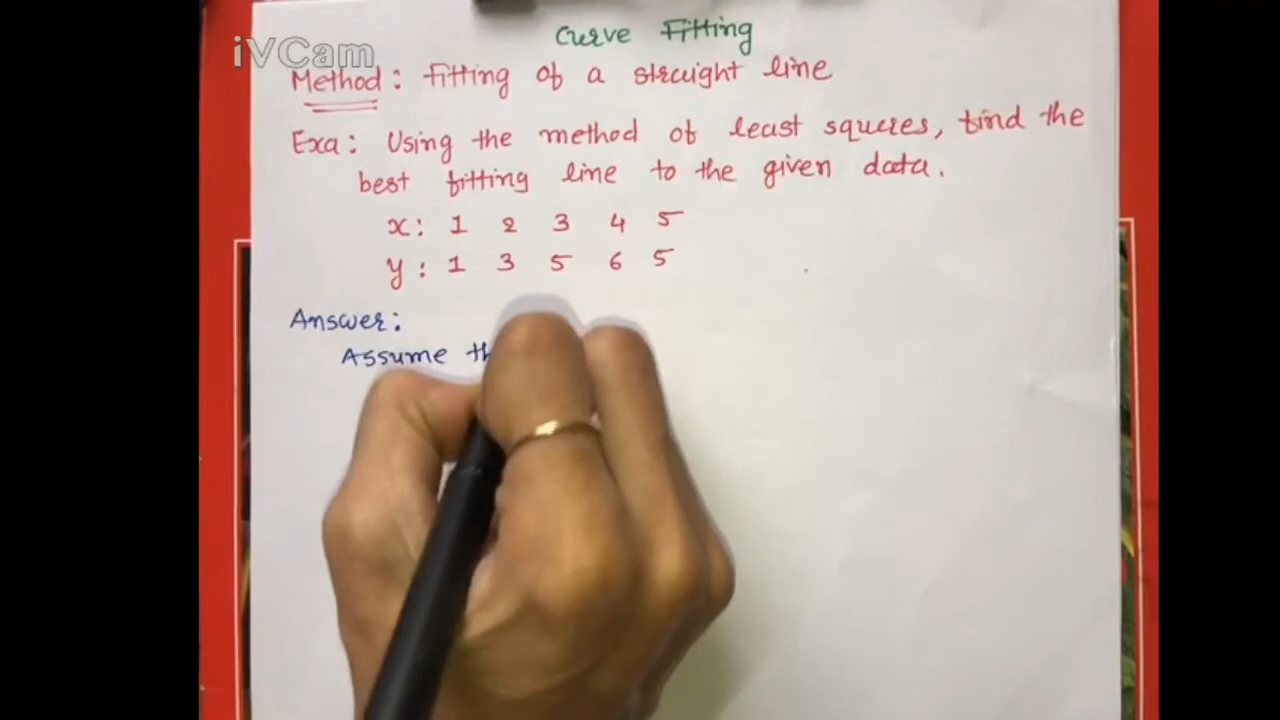 iVCam
Curve Fitting
Method: fitting of a straight line
Exa: Using the method of least squres, find the
best fitting line to the given data.
x: 1 2 3 4 5
y: 1 3 5 6 5
Answer:
Assume